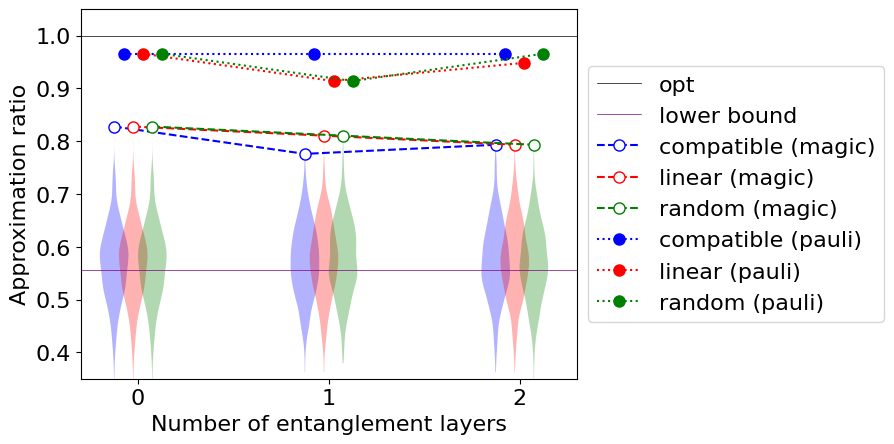 1.0
0.9
0.8
0.7
0.6
0.5
0.4
Approximation ratio
0 1 2
Number of entanglement layers
opt
lower bound
compatible (magic)
linear (magic)
random (magic)
compatible (pauli)
linear (pauli)
random (pauli)